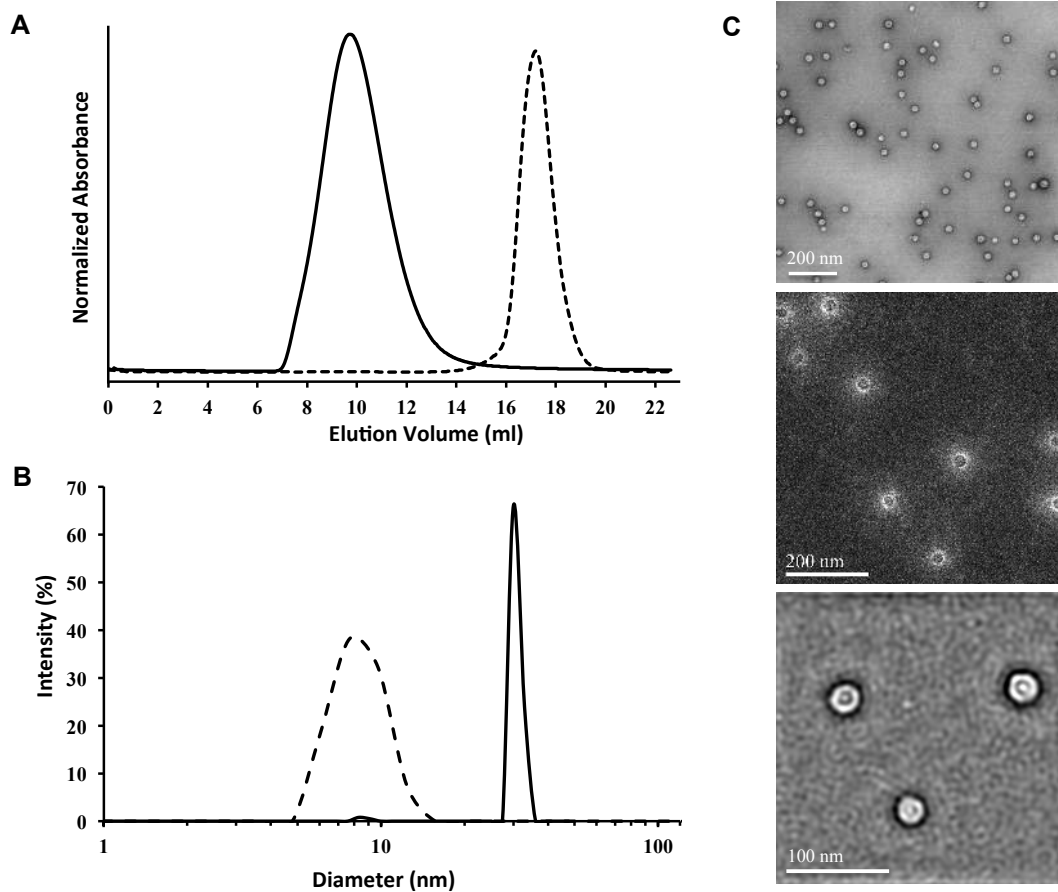 A
Normalized Absorbance
0 2 4 6 8 10 12 14 16 18 20 22
Elution Volume (ml)
B
70
60
50
40
30
20
10
0
Intensity (%)
1 10 100
Diameter (nm)
C
200 nm
200 nm
100 nm